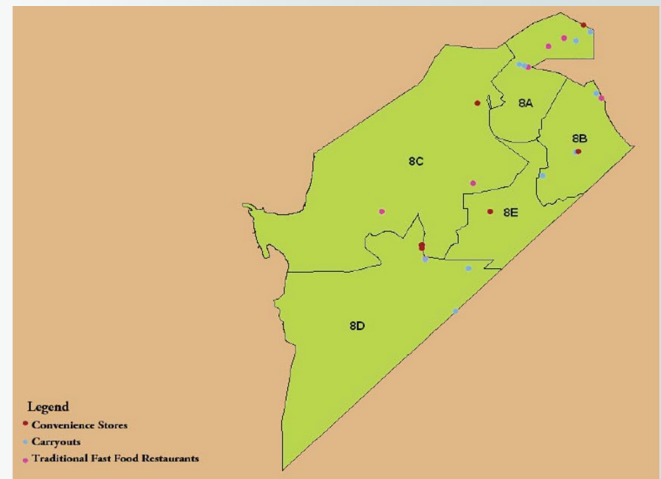 8A
8B
8C
8E
8D
Legend
Convenience Stores
Carryouts
Traditional Fast Food Restaurants